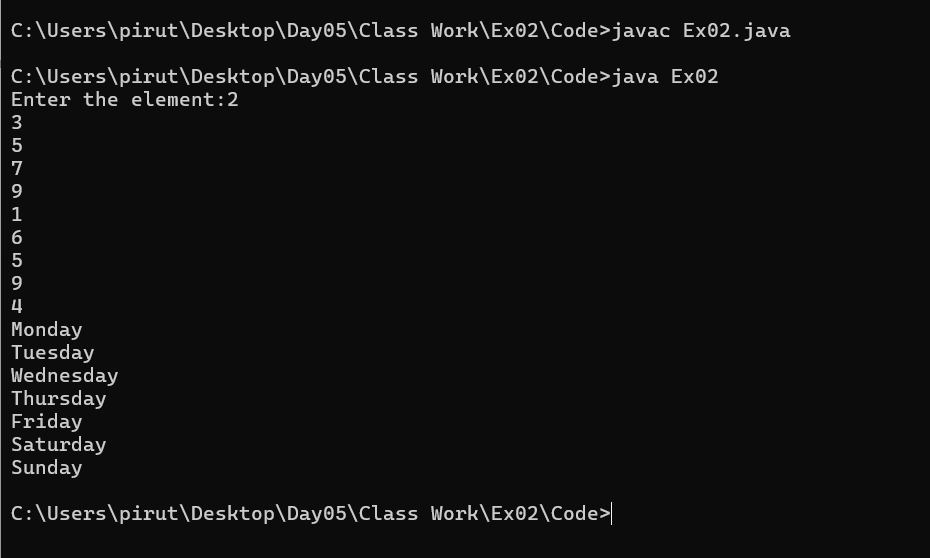 C:\Users\pirut\Desktop\Day05\Class Work\Ex02\Code>javac Ex02.java
C:\Users\pirut\Desktop\Day05\Class Work\Ex02\Code>java Ex02
Enter the element:2
3
5
7
9
1
6
5
9
4
Monday
Tuesday
Wednesday
Thursday
Friday
Saturday
Sunday
C:\Users\pirut\Desktop\Day05\Class Work\Ex02\Code>